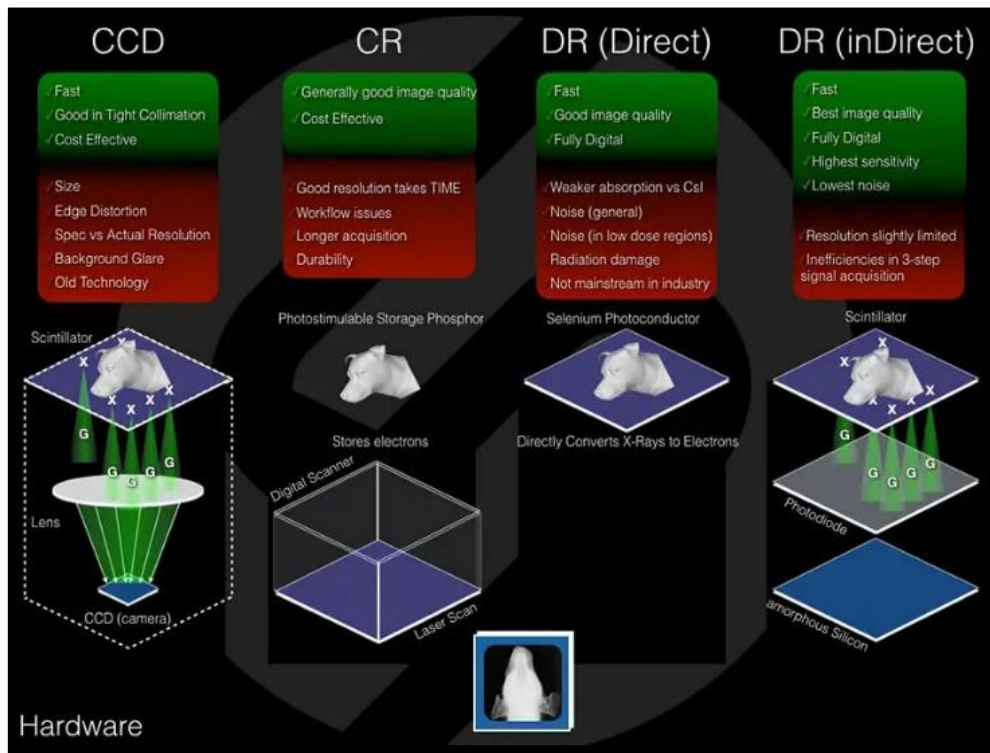 CCD
✓Fast
✓Good in Tight Collimation
✓Cost Effective
✓Size
✓Edge Distortion
✓Spec vs Actual Resolution
✓Background Glare
✓Old Technology
Scintillator
X
X
X
X
X
X
X
G
G
G
G
G
Lens
CCD (camera)
CR
✓Generally good image quality
✓Cost Effective
✓Good resolution takes TIME
✓Workflow issues
✓Longer acquisition
✓Durability
Photostimulable Storage Phosphor
Stores electrons
Digital Scanner
Laser Scan
DR (Direct)
✓Fast
✓Good image quality
✓Fully Digital
✓Weaker absorption vs CsI
✓Noise (general)
✓Noise (in low dose regions)
Radiation damage
Not mainstream in industry
Selenium Photoconductor
Directly Converts X-Rays to Electrons
DR (inDirect)
✓Fast
✓Best image quality
✓Fully Digital
✓Highest sensitivity
✓Lowest noise
✓Resolution slightly limited
✓Inefficiencies in 3-step
signal acquisition
Scintillator
X
X
X
X
X
X
G
G
G
G
G
Photodiode
amorphous Silicon
Hardware